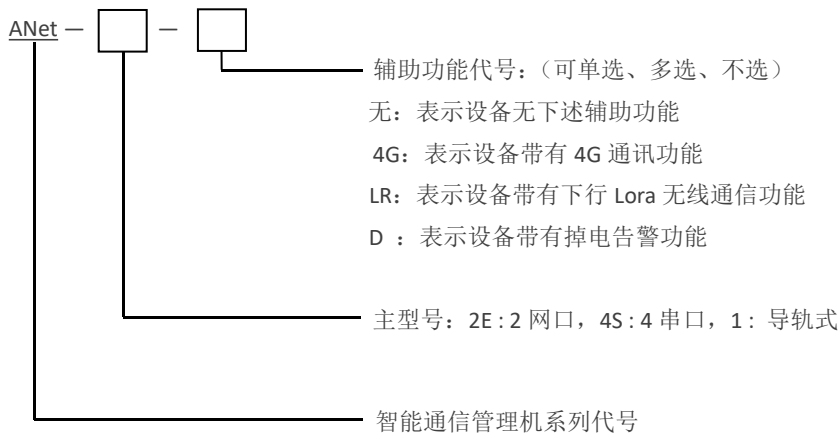 ANet — —
辅助功能代号：（可单选、多选、不选）
无：表示设备无下述辅助功能
4G：表示设备带有 4G 通讯功能
LR：表示设备带有下行 Lora 无线通信功能
D ：表示设备带有掉电告警功能
主型号：2E : 2 网口，4S : 4 串口，1 : 导轨式
智能通信管理机系列代号